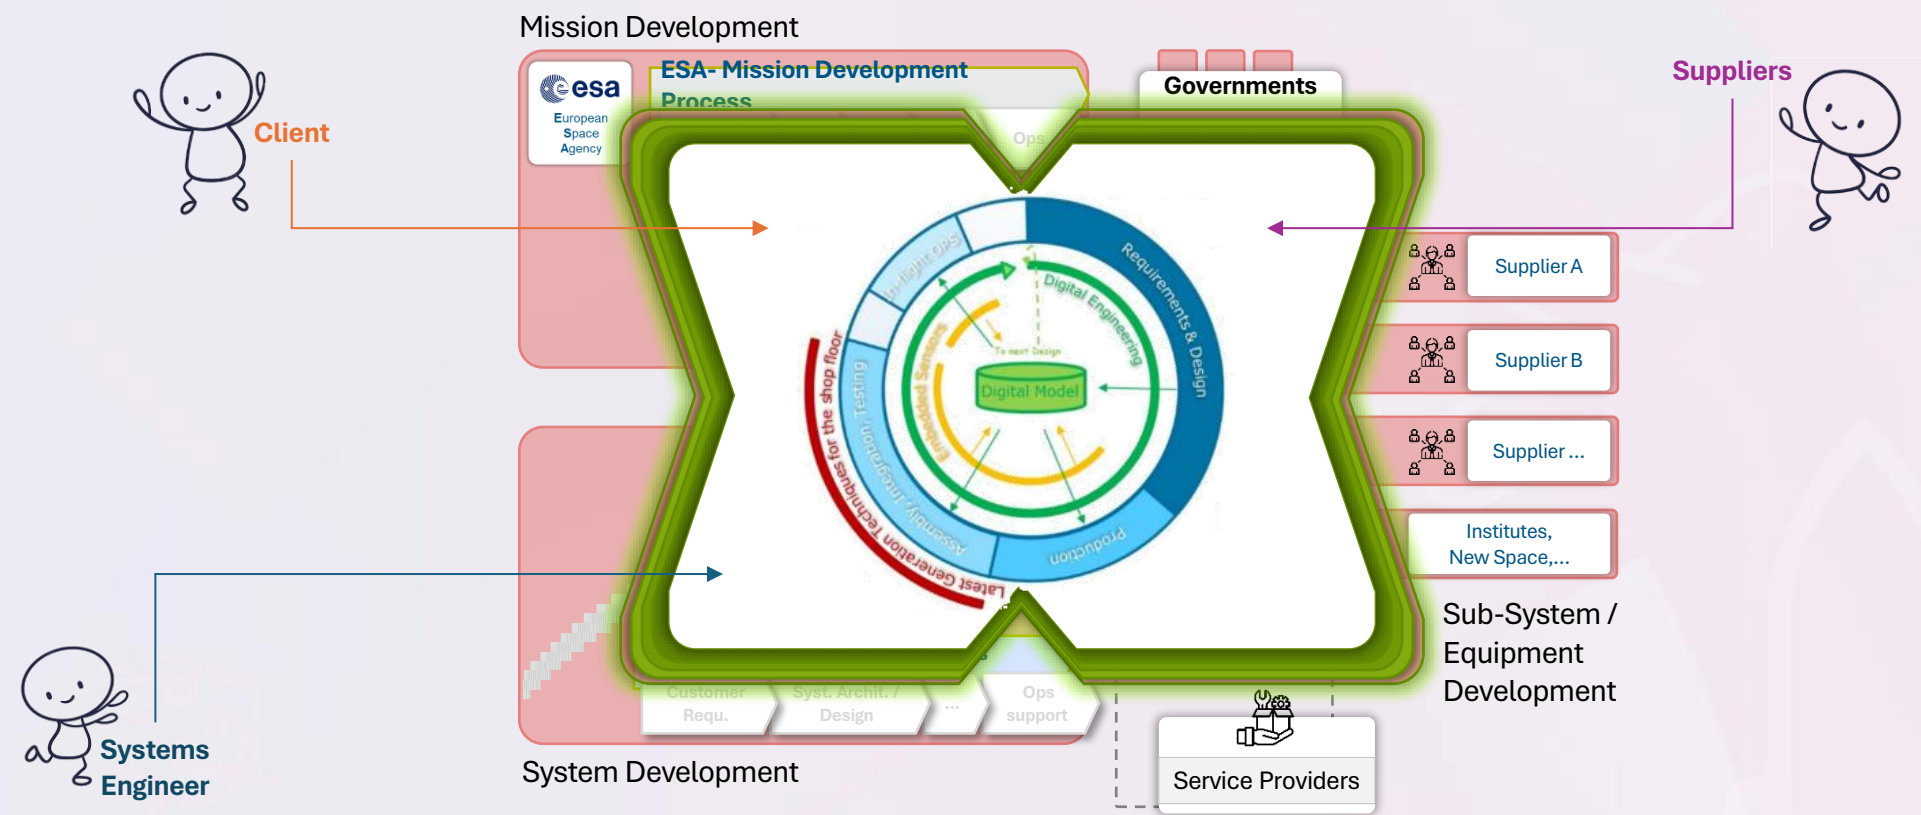 Mission Development
esa
European
Space
Agency
ESA- Mission Development
Process
Ops
Governments
Suppliers
Client
Supplier A
Supplier B
Supplier ...
Institutes,
New Space,...
Sub-System /
Equipment
Development
In-flight OPS
Requirements & Design
Digital Engineering
Embedded Sensors
To next Design
Digital Model
Assembly, Integration, Testing
Production
Latest Generation Techniques for the shop floor
Customer
Requ.
Syst. Archit. /
Design
...
Ops
support
System Development
Service Providers
Systems
Engineer